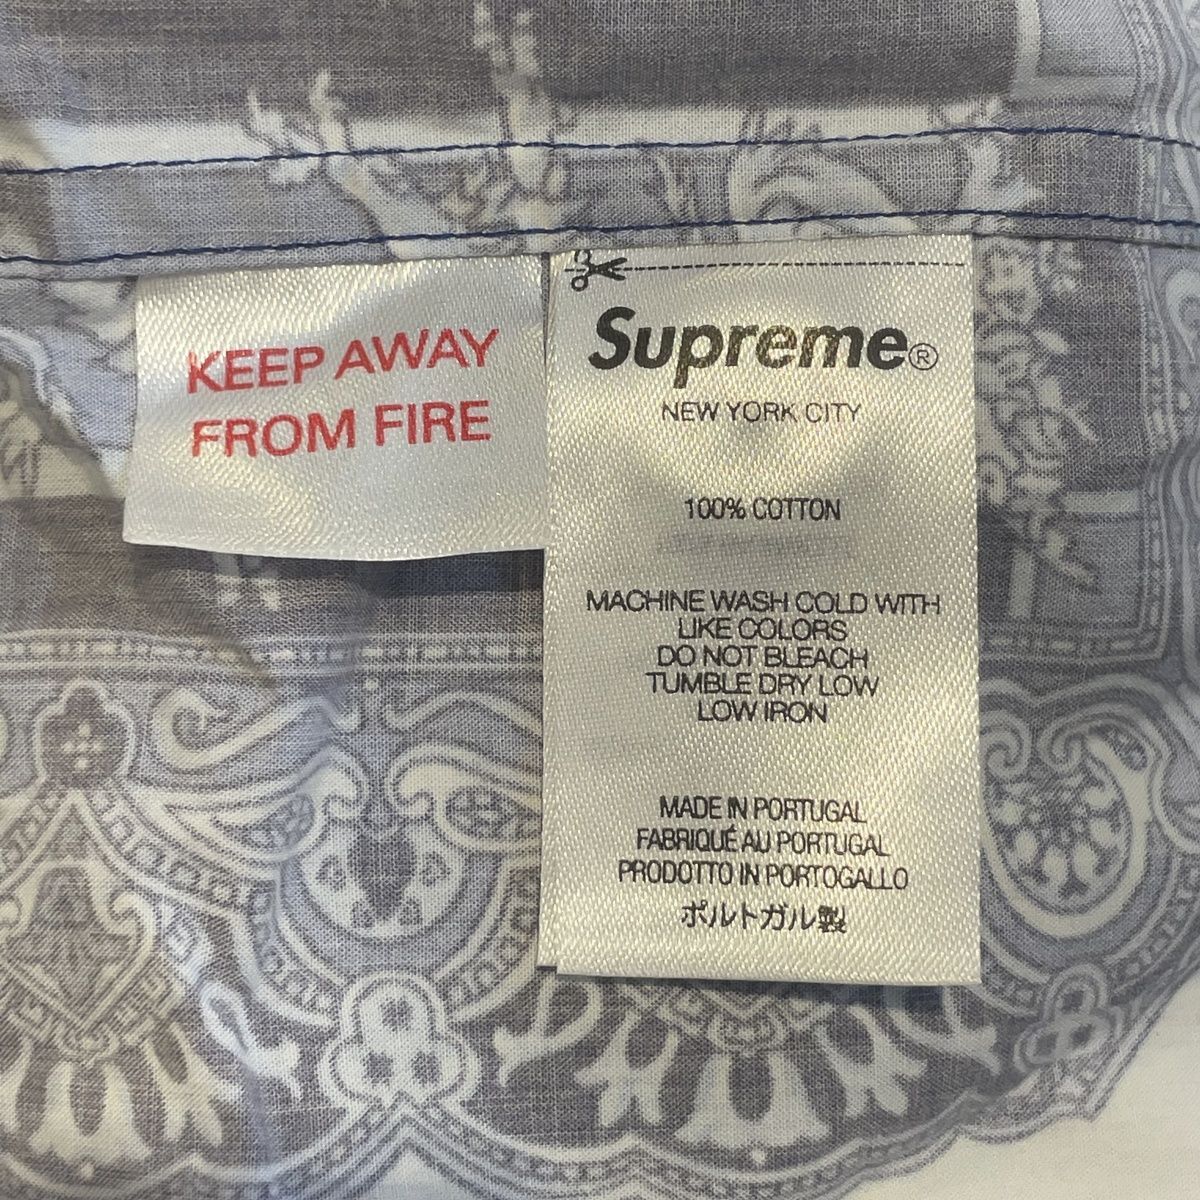 KEEP AWAY
FROM FIRE
Supreme®
NEW YORK CITY
100% COTTON
MACHINE WASH COLD WITH
LIKE COLORS
DO NOT BLEACH
TUMBLE DRY LOW
LOW IRON
MADE IN PORTUGAL
FABRIQUÉ AU PORTUGAL
PRODOTTO IN PORTOGALLO
ポルトガル製